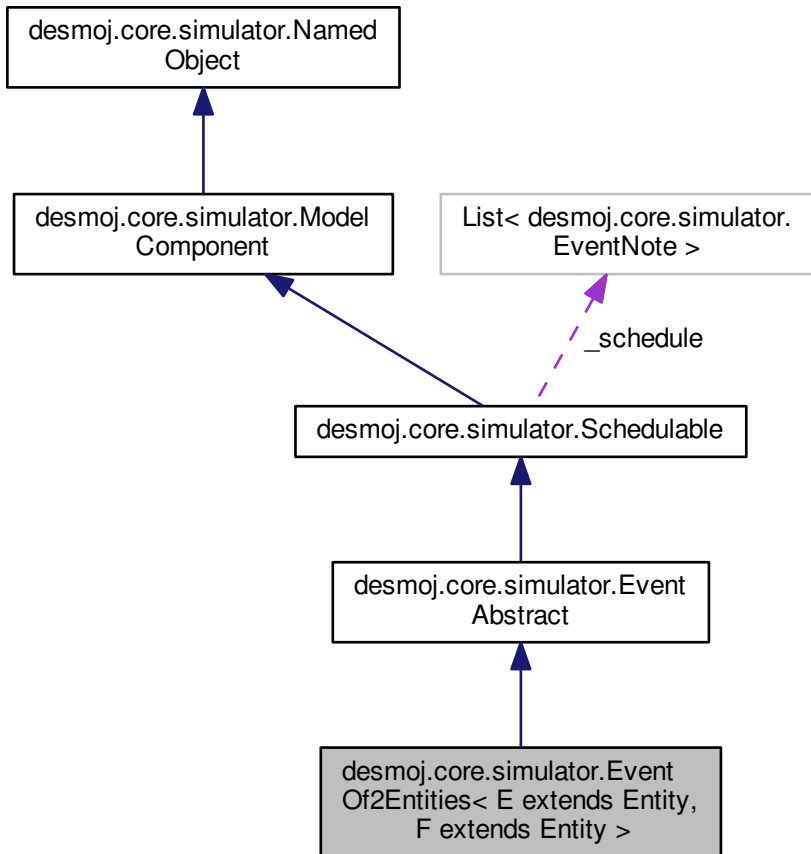 desmoj.core.simulator.Named
Object
desmoj.core.simulator.Model
Component
List< desmoj.core.simulator.
EventNote >
_schedule
desmoj.core.simulator.Schedulable
desmoj.core.simulator.Event
Abstract
desmoj.core.simulator.Event
Of2Entities< E extends Entity,
F extends Entity >